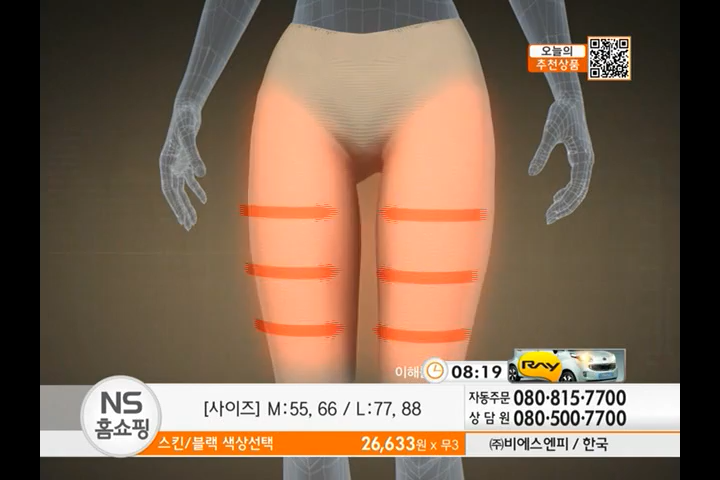 오늘의
추천상품
이해를
08:19
RAY
NS
홈쇼핑
[사이즈] M:55, 66 / L:77, 88
자동주문 080·815·7700
상 담 원 080·500·7700
스킨/블랙 색상선택
26,633원 x 무3
㈜비에스엔피 / 한국